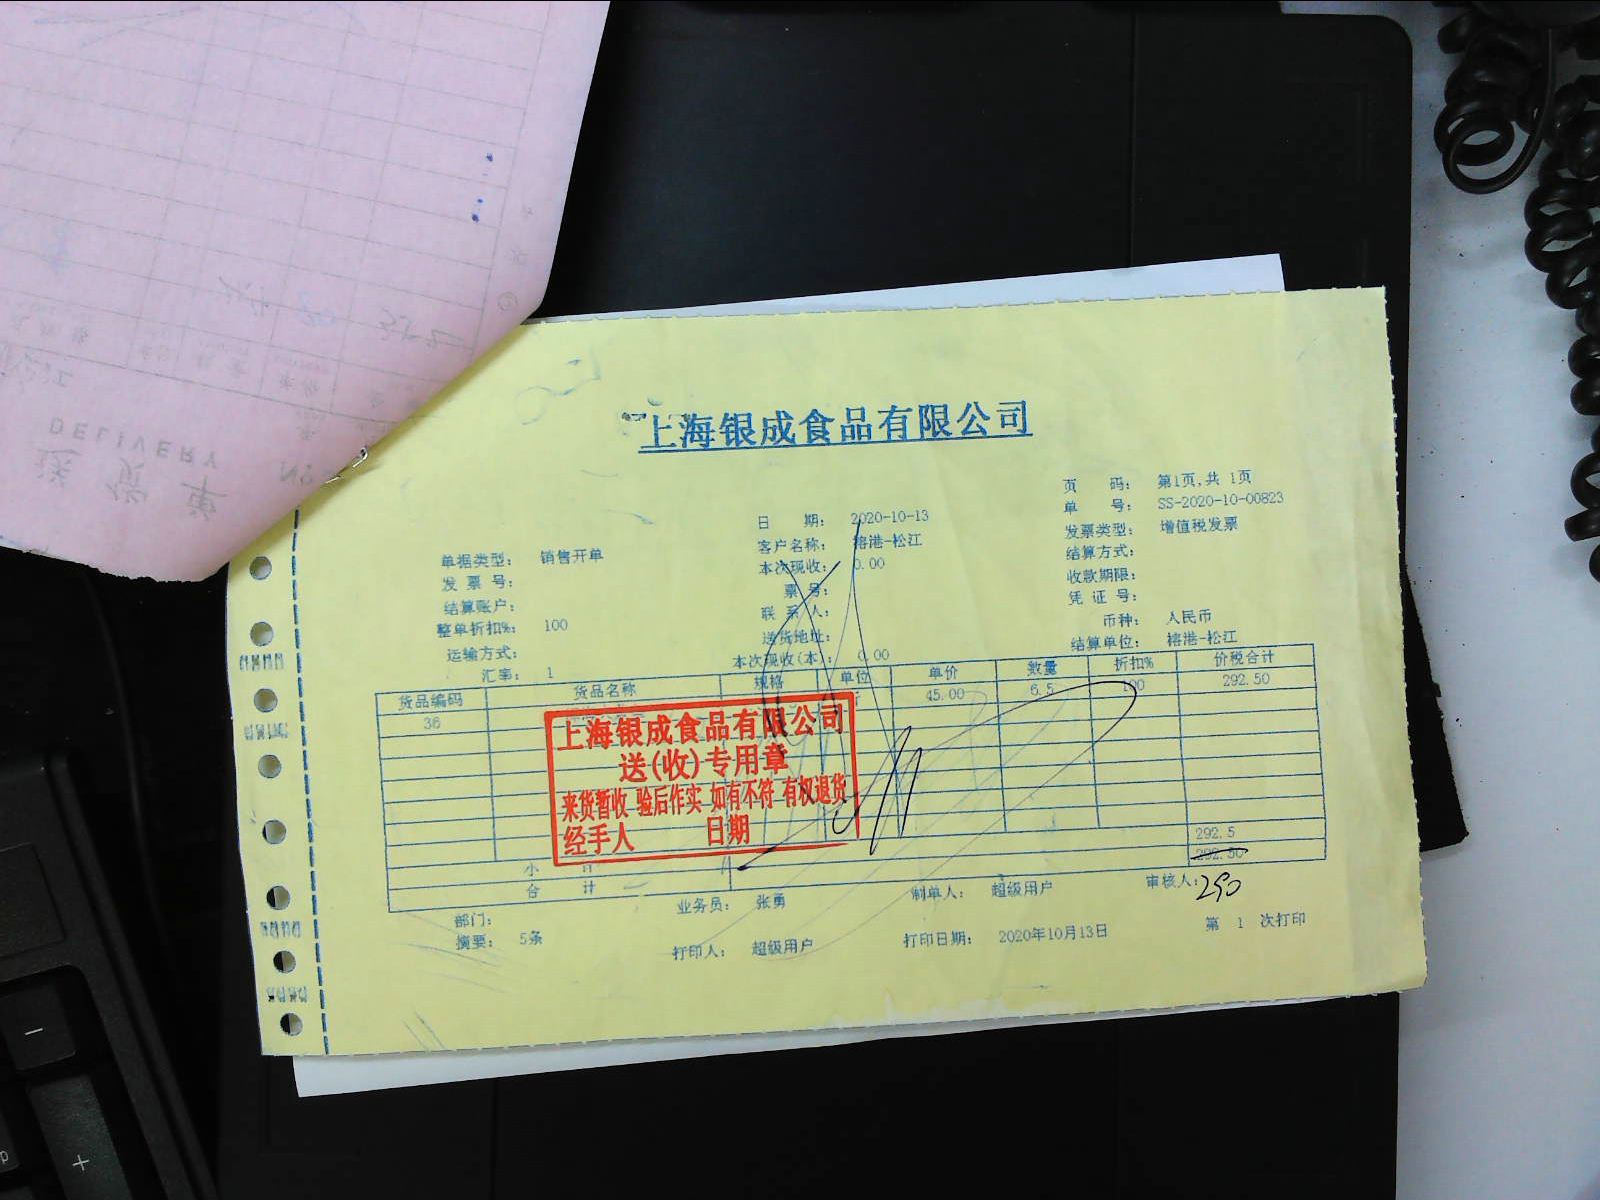 上海银成食品有限公司
页 码： 第1页,共 1页
单 号： SS-2020-10-00823
日 期： 2020-10-13
发票类型： 增值税发票
单据类型： 销售开单
客户名称： 榕港-松江
结算方式：
发 票 号：
本次现收： 0.00
收款期限：
结算账户：
票 号：
凭 证 号：
整单折扣%： 100
联 系 人：
币种： 人民币
运输方式：
送货地址：
结算单位： 榕港-松江
汇率： 1
本次现收(本)： 0.00
货品编码 货品名称 规格 单位 单价 数量 折扣% 价税合计
36 45.00 6.5 100 292.50
上海银成食品有限公司
送(收)专用章
来货暂收 验后作实 如有不符 有权退货
经手人 日期
小 计 292.5
合 计 292.50
290
部门： 业务员： 张勇 制单人： 超级用户 审核人：
摘要： 5条 打印人： 超级用户 打印日期： 2020年10月13日 第 1 次打印
DELIVERY
送 货 单
No